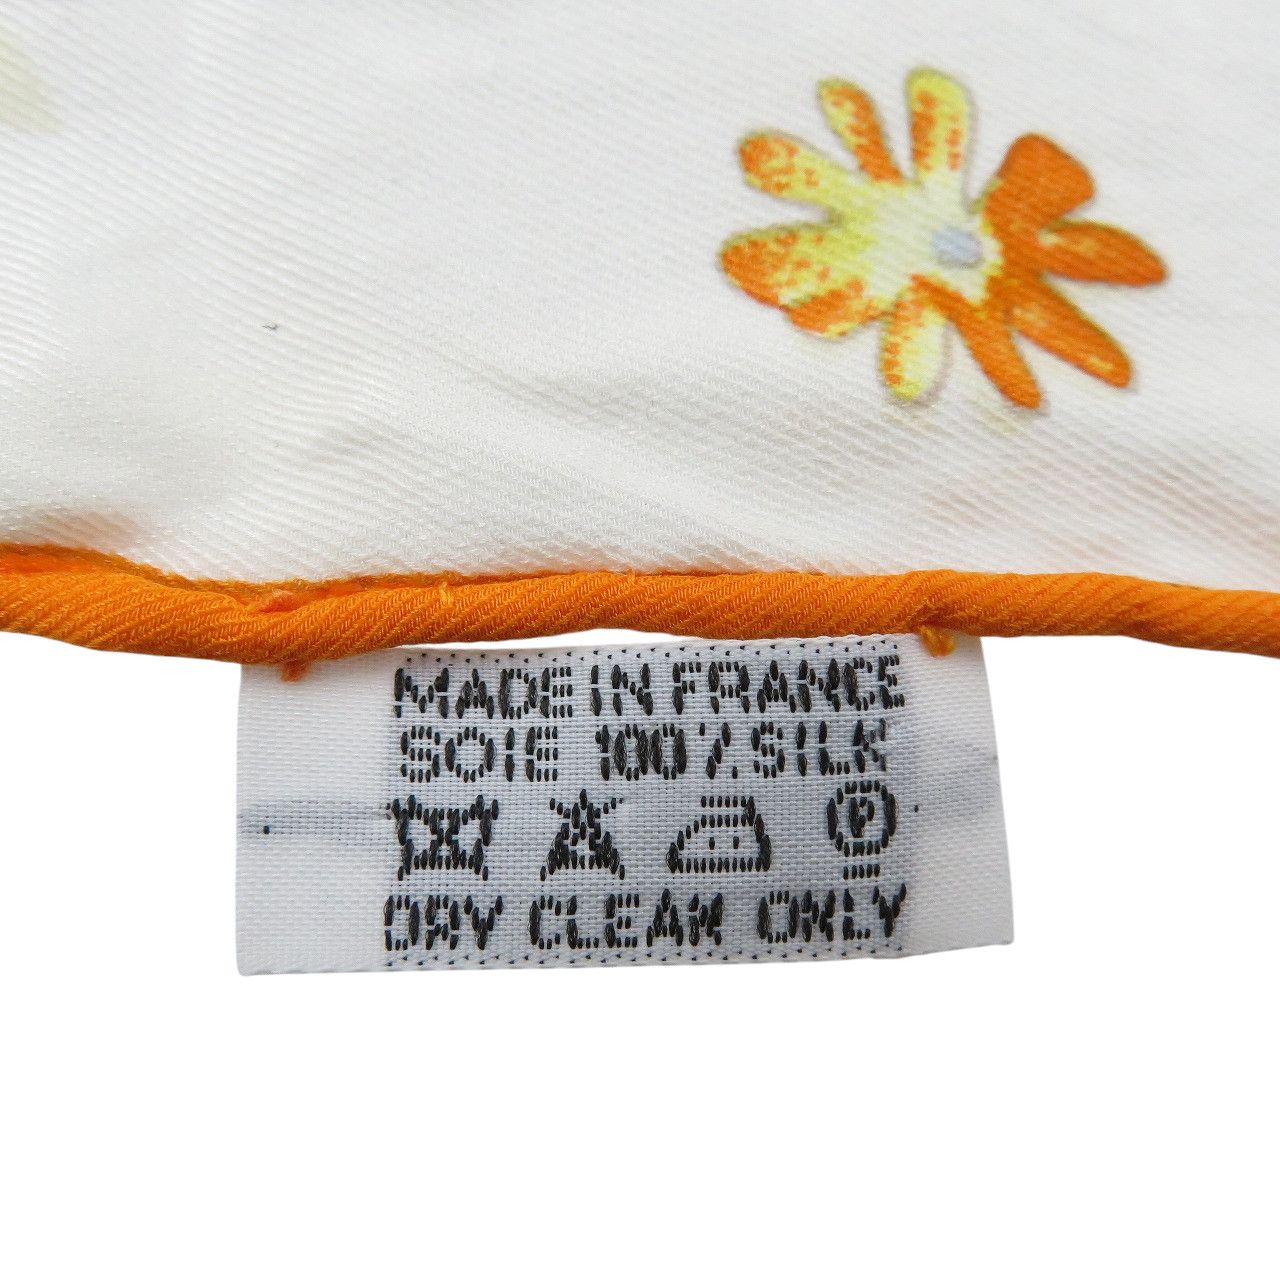 MADE IN FRANCE
SOIE 100% SILK
P
DRY CLEAN ONLY